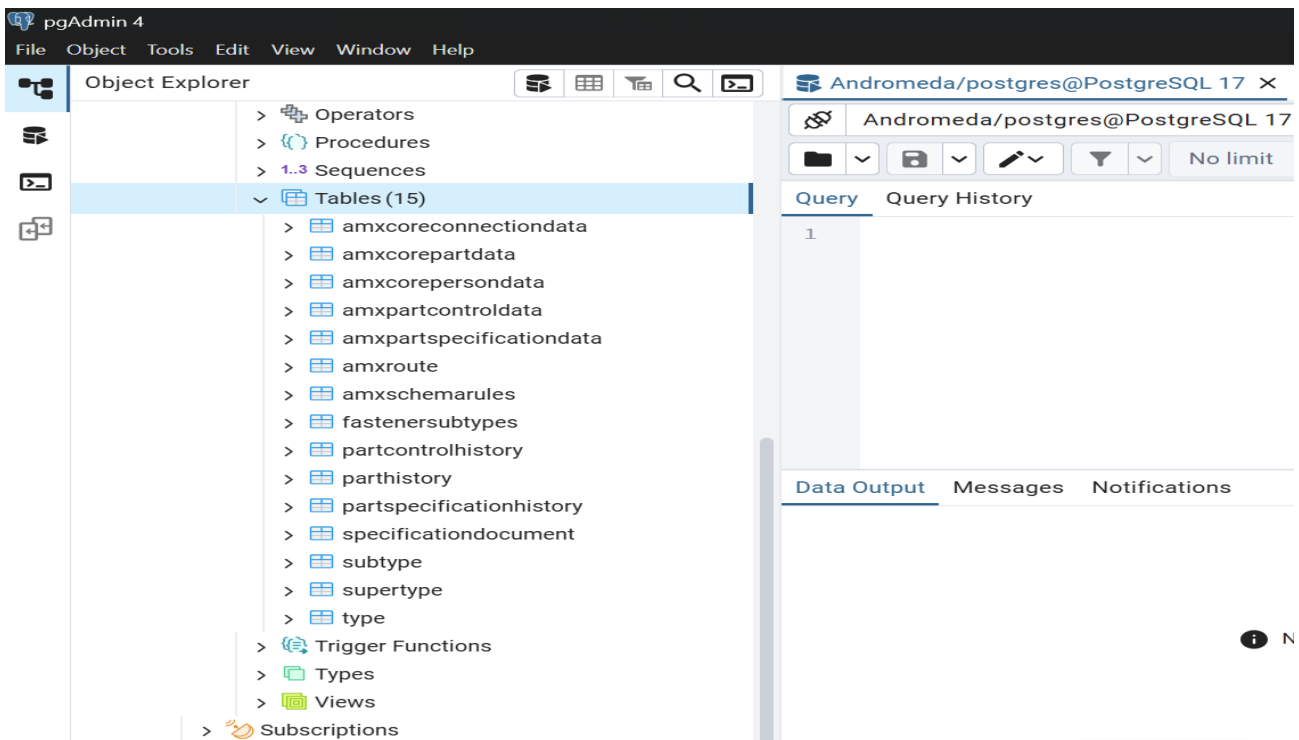 pgAdmin 4
File Object Tools Edit View Window Help
Object Explorer
Operators
Procedures
1..3 Sequences
Tables (15)
amxcoreconnectiondata
amxcorepartdata
amxcorepersondata
amxpartcontroldata
amxpartspecificationdata
amxroute
amxschemarules
fastenersubtypes
partcontrolhistory
parthistory
partspecificationhistory
specificationdocument
subtype
supertype
type
Trigger Functions
Types
Views
Subscriptions
Andromeda/postgres@PostgreSQL 17
Andromeda/postgres@PostgreSQL 17
No limit
Query Query History
1
Data Output Messages Notifications